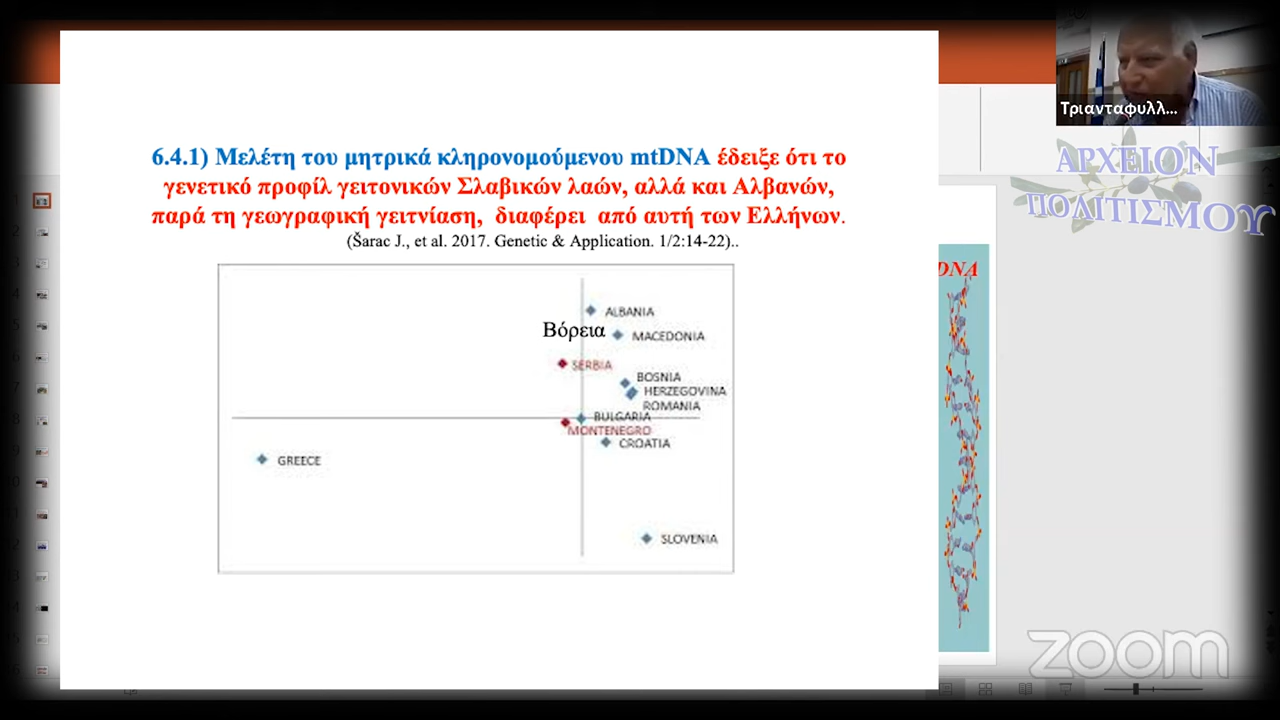 6.4.1) Μελέτη του μητρικά κληρονομούμενου mtDNA έδειξε ότι το
γενετικό προφίλ γειτονικών Σλαβικών λαών, αλλά και Αλβανών,
παρά τη γεωγραφική γειτνίαση, διαφέρει από αυτή των Ελλήνων.
(Šarac J., et al. 2017. Genetic & Application. 1/2:14-22)..
ALBANIA
Βόρεια
MACEDONIA
SERBIA
BOSNIA
HERZEGOVINA
ROMANIA
BULGARIA
MONTENEGRO
CROATIA
GREECE
SLOVENIA
Τριανταφυλλ...
ΑΡΧΕΙΟΝ
ΠΟΛΙΤΙΣΜΟΥ
DNA
zoom